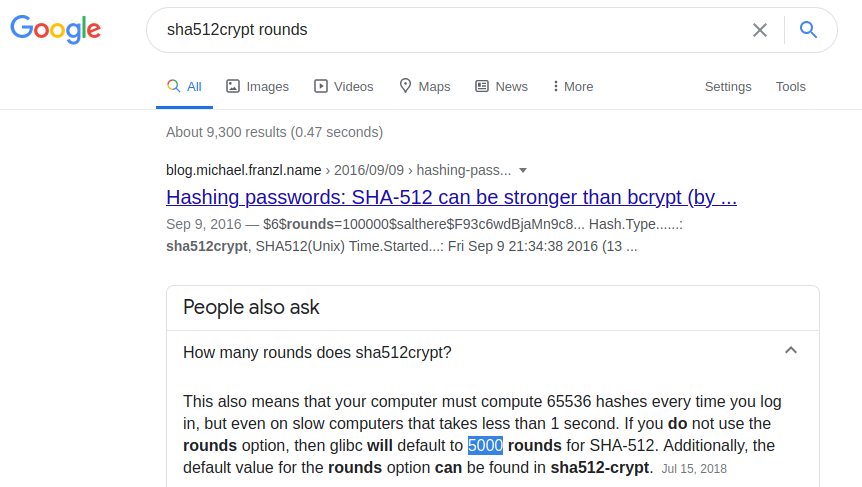 Google
sha512crypt rounds
All Images Videos Maps News More Settings Tools
About 9,300 results (0.47 seconds)
blog.michael.franzl.name › 2016/09/09 › hashing-pass...
Hashing passwords: SHA-512 can be stronger than bcrypt (by ...
Sep 9, 2016 — $6$rounds=100000$salthere$F93c6wdBjaMn9c8... Hash.Type......:
sha512crypt, SHA512(Unix) Time.Started...: Fri Sep 9 21:34:38 2016 (13 ...
People also ask
How many rounds does sha512crypt?
This also means that your computer must compute 65536 hashes every time you log
in, but even on slow computers that takes less than 1 second. If you do not use the
rounds option, then glibc will default to 5000 rounds for SHA-512. Additionally, the
default value for the rounds option can be found in sha512-crypt. Jul 15, 2018